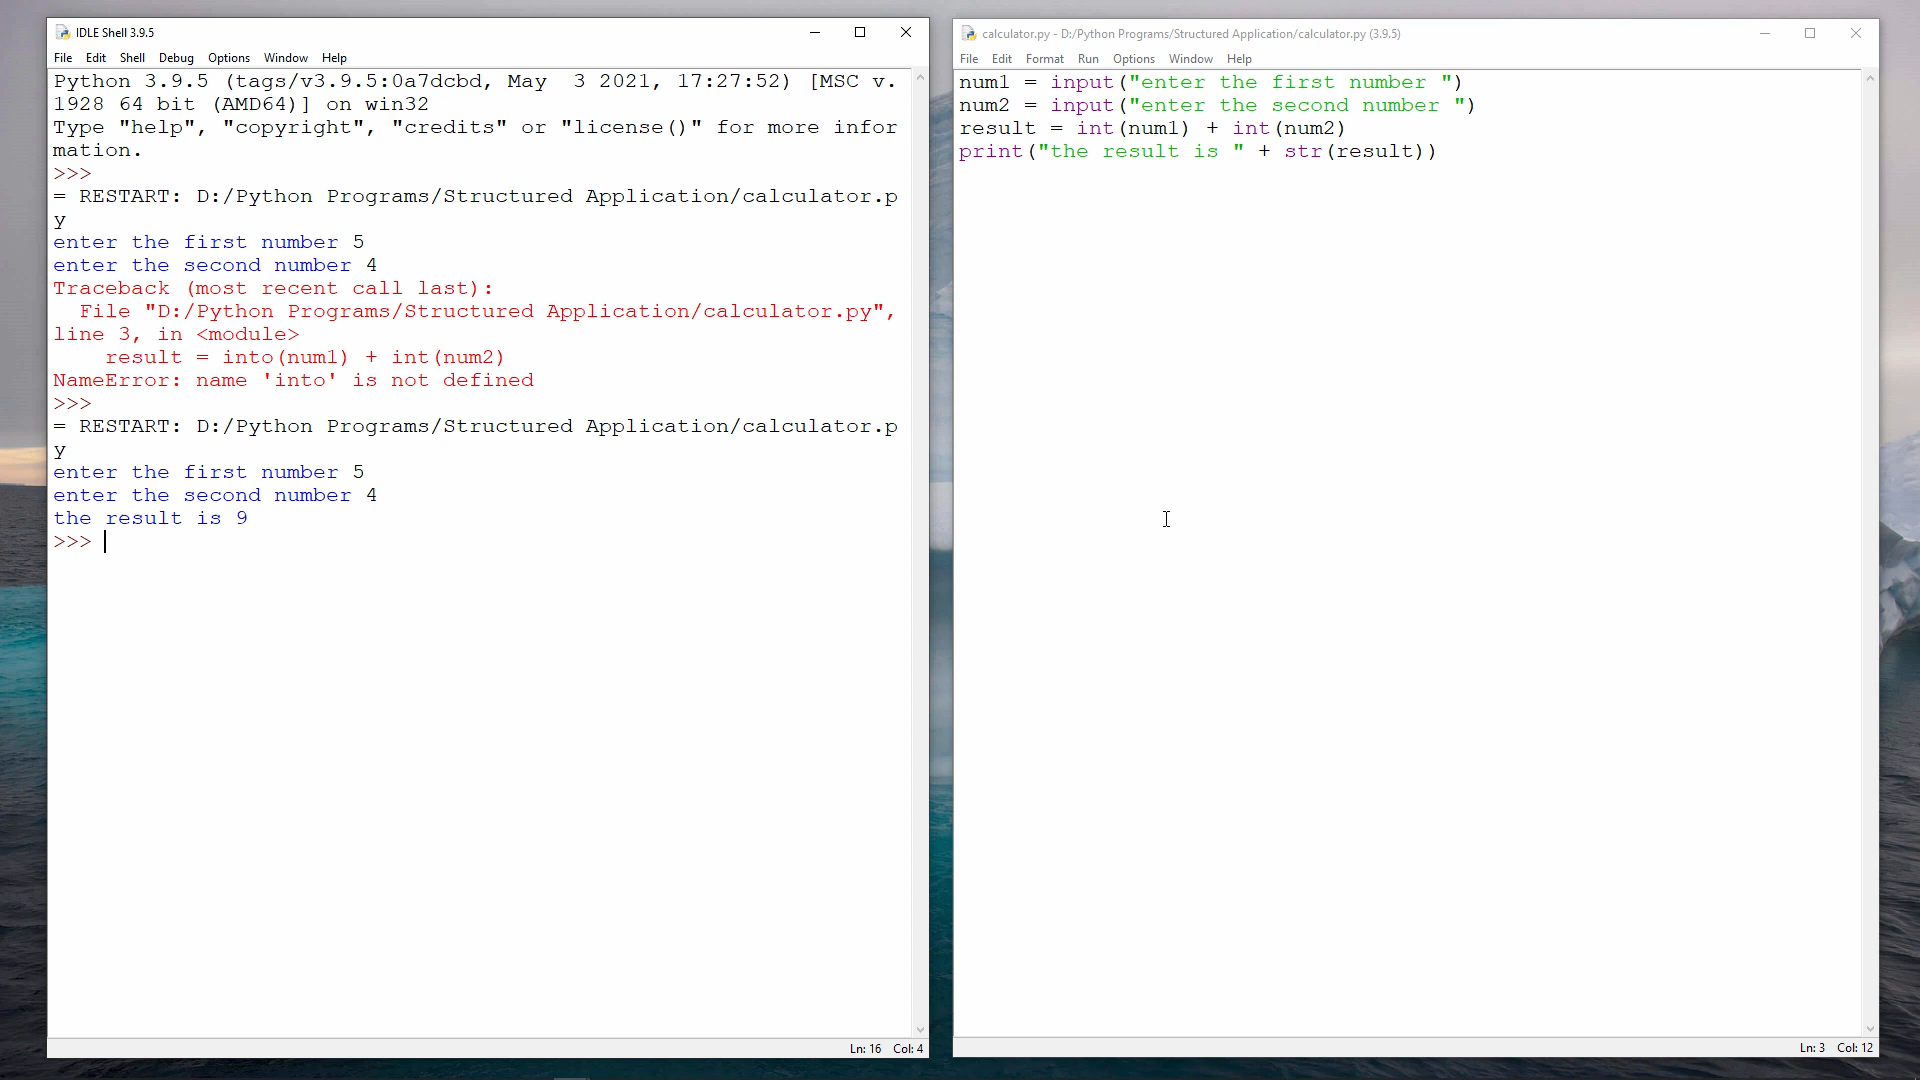 IDLE Shell 3.9.5
File Edit Shell Debug Options Window Help
Python 3.9.5 (tags/v3.9.5:0a7dcbd, May  3 2021, 17:27:52) [MSC v.
1928 64 bit (AMD64)] on win32
Type "help", "copyright", "credits" or "license()" for more infor
mation.
>>>
= RESTART: D:/Python Programs/Structured Application/calculator.p
y
enter the first number 5
enter the second number 4
Traceback (most recent call last):
  File "D:/Python Programs/Structured Application/calculator.py",
line 3, in <module>
    result = into(num1) + int(num2)
NameError: name 'into' is not defined
>>>
= RESTART: D:/Python Programs/Structured Application/calculator.p
y
enter the first number 5
enter the second number 4
the result is 9
>>>
Ln: 16 Col: 4
calculator.py - D:/Python Programs/Structured Application/calculator.py (3.9.5)
File Edit Format Run Options Window Help
num1 = input("enter the first number ")
num2 = input("enter the second number ")
result = int(num1) + int(num2)
print("the result is " + str(result))
Ln: 3 Col: 12